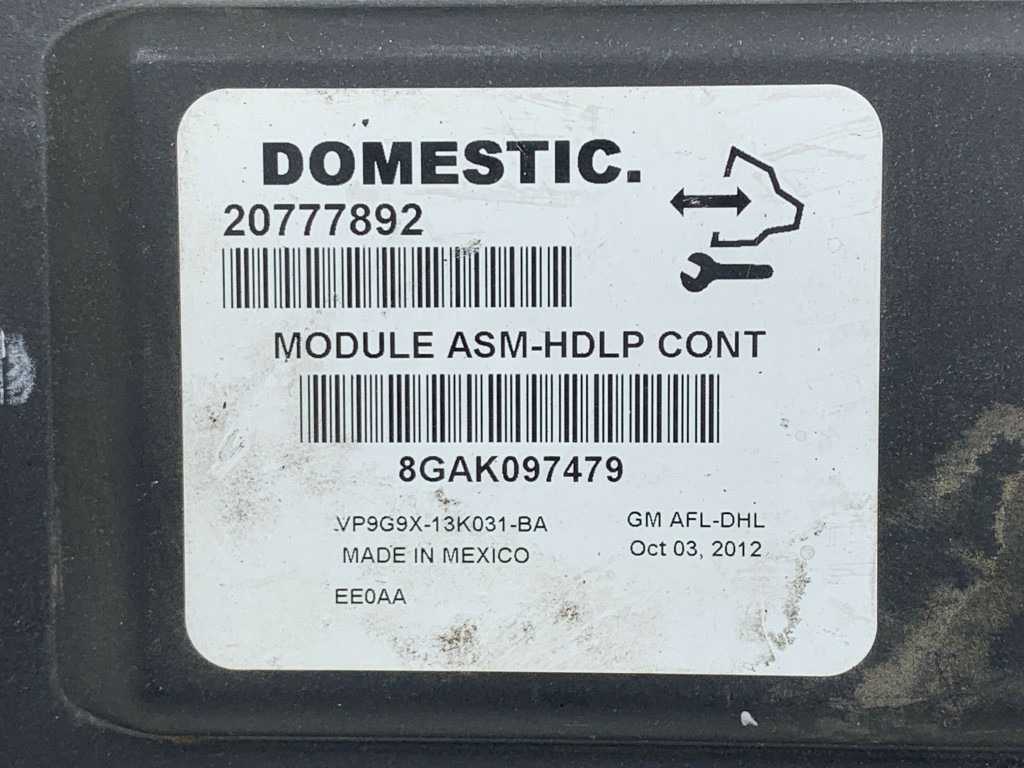 DOMESTIC.
20777892
MODULE ASM-HDLP CONT
8GAK097479
VP9G9X-13K031-BA
GM AFL-DHL
MADE IN MEXICO
Oct 03, 2012
EE0AA